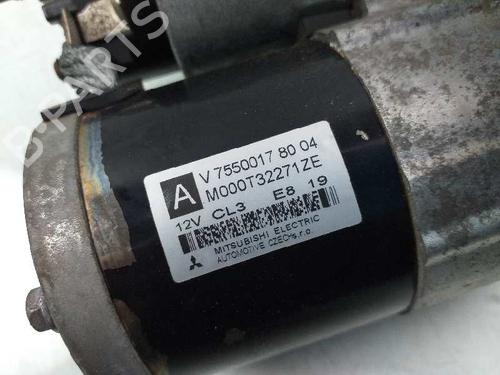 B-PARTS
A
V 7550017 80 04
M000T32271ZE
12V CL3 E8 19
MITSUBISHI ELECTRIC
AUTOMOTIVE CZECH s.r.o.